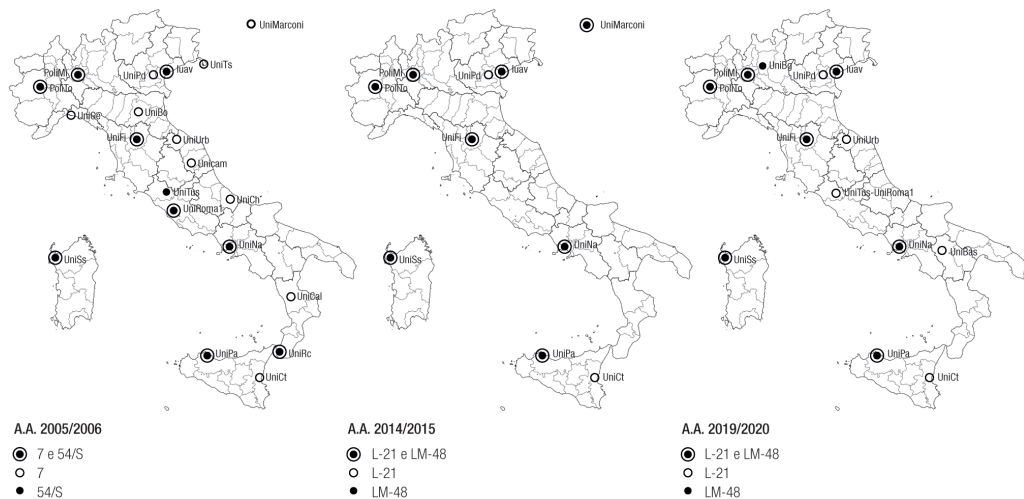 UniMarconi
UniTs
PoliMi
UniPd
Iuav
PoliTo
UniGe
UniBo
UniFi
UniUrb
Unicam
UniTus
UniCh
UniRoma1
UniNa
UniSs
UniCal
UniPa
UniRc
UniCt
A.A. 2005/2006
7 e 54/S
7
54/S
UniMarconi
PoliMi
UniPd
Iuav
PoliTo
UniFi
UniNa
UniSs
UniPa
UniCt
A.A. 2014/2015
L-21 e LM-48
L-21
LM-48
UniBg
PoliMi
UniPd
Iuav
PoliTo
UniFi
UniUrb
UniTus-UniRoma1
UniNa
UniBas
UniSs
UniPa
UniCt
A.A. 2019/2020
L-21 e LM-48
L-21
LM-48